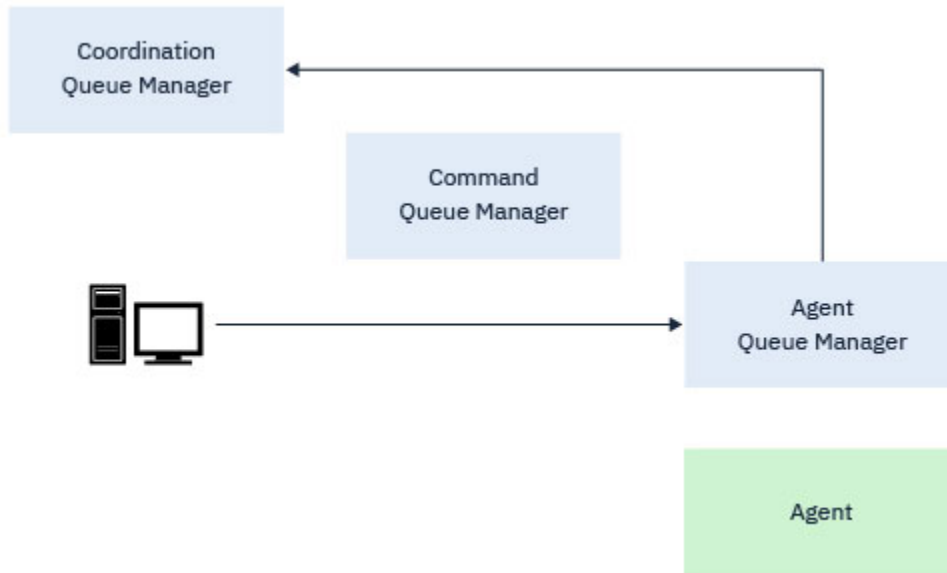 Coordination
Queue Manager
Command
Queue Manager
Agent
Queue Manager
Agent